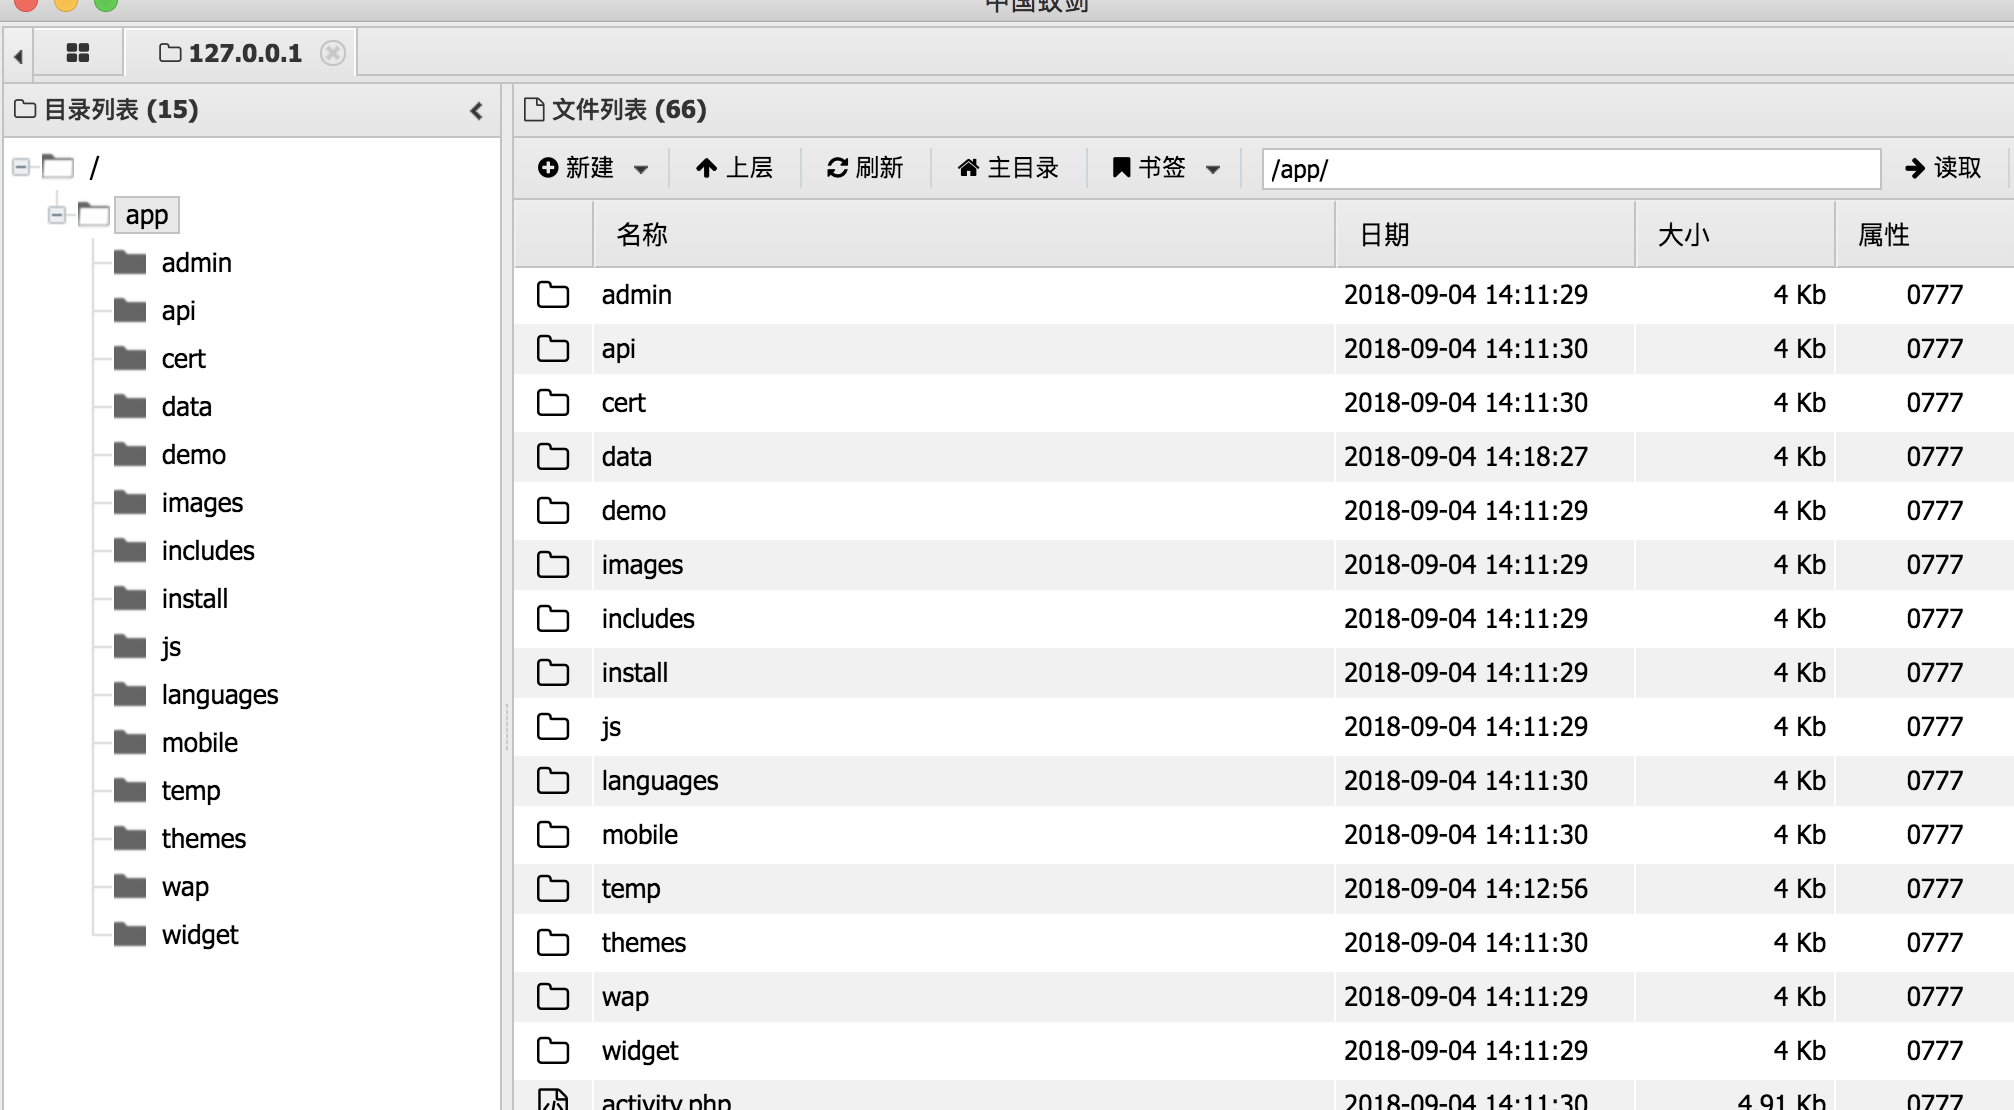 中国蚁剑
127.0.0.1
目录列表 (15)
/
app
admin
api
cert
data
demo
images
includes
install
js
languages
mobile
temp
themes
wap
widget
文件列表 (66)
新建 上层 刷新 主目录 书签 /app/ 读取
名称 日期 大小 属性
admin 2018-09-04 14:11:29 4 Kb 0777
api 2018-09-04 14:11:30 4 Kb 0777
cert 2018-09-04 14:11:30 4 Kb 0777
data 2018-09-04 14:18:27 4 Kb 0777
demo 2018-09-04 14:11:29 4 Kb 0777
images 2018-09-04 14:11:29 4 Kb 0777
includes 2018-09-04 14:11:29 4 Kb 0777
install 2018-09-04 14:11:29 4 Kb 0777
js 2018-09-04 14:11:29 4 Kb 0777
languages 2018-09-04 14:11:30 4 Kb 0777
mobile 2018-09-04 14:11:30 4 Kb 0777
temp 2018-09-04 14:12:56 4 Kb 0777
themes 2018-09-04 14:11:30 4 Kb 0777
wap 2018-09-04 14:11:29 4 Kb 0777
widget 2018-09-04 14:11:29 4 Kb 0777
activity.php 2018-09-04 14:11:30 4.91 Kb 0777